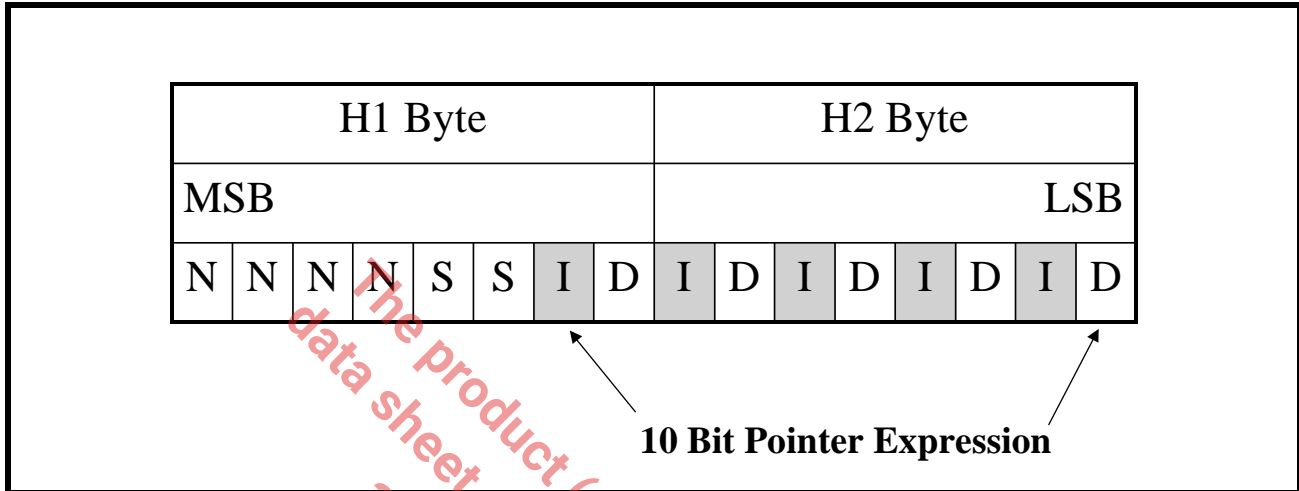 H1 Byte H2 Byte
MSB LSB
N N N N S S I D I D I D I D I D
10 Bit Pointer Expression
The product (
data sheet